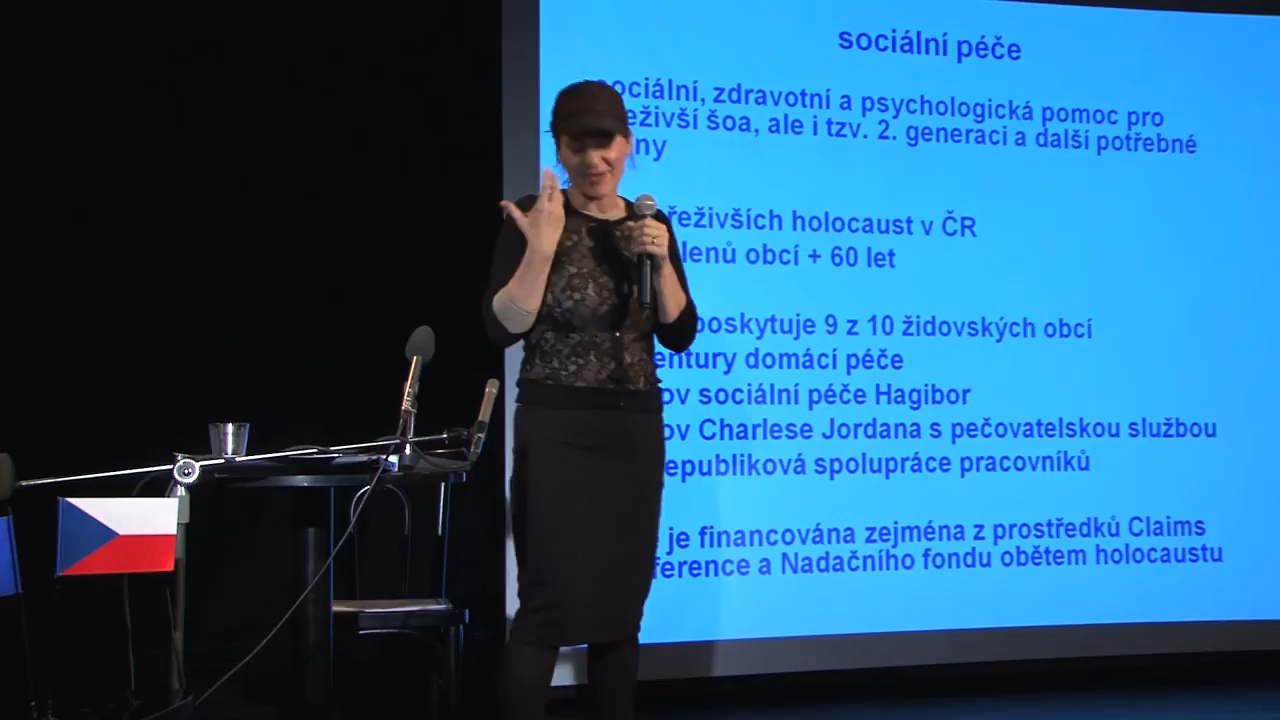 sociální péče
sociální, zdravotní a psychologická pomoc pro
eživší šoa, ale i tzv. 2. generaci a další potřebné
ny
řeživších holocaust v ČR
lenů obcí + 60 let
poskytuje 9 z 10 židovských obcí
entury domácí péče
ov sociální péče Hagibor
ov Charlese Jordana s pečovatelskou službou
epubliková spolupráce pracovníků
je financována zejména z prostředků Claims
ference a Nadačního fondu obětem holocaustu